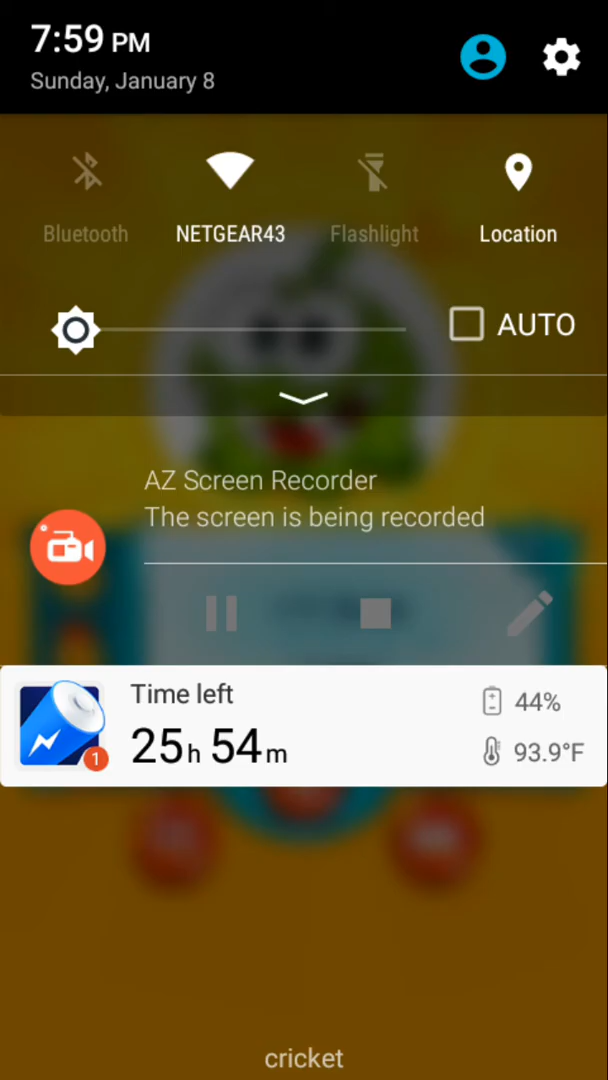 7:59 PM
Sunday, January 8
Bluetooth
NETGEAR43
Flashlight
Location
AUTO
AZ Screen Recorder
The screen is being recorded
Time left
44%
25h 54m
93.9°F
1
cricket